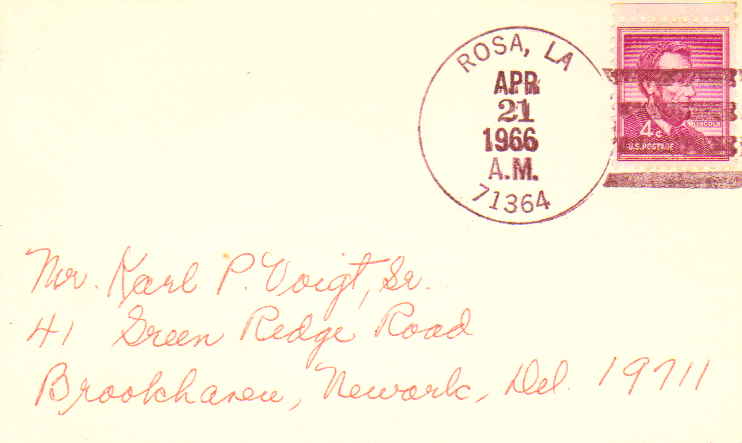 ROSA, LA
APR
21
1966
A.M.
71364
LINCOLN
4¢
U.S. POSTAGE
Mr. Karl P. Voigt, Sr.
41 Green Redge Road
Brookhaven, Newark, Del. 19711